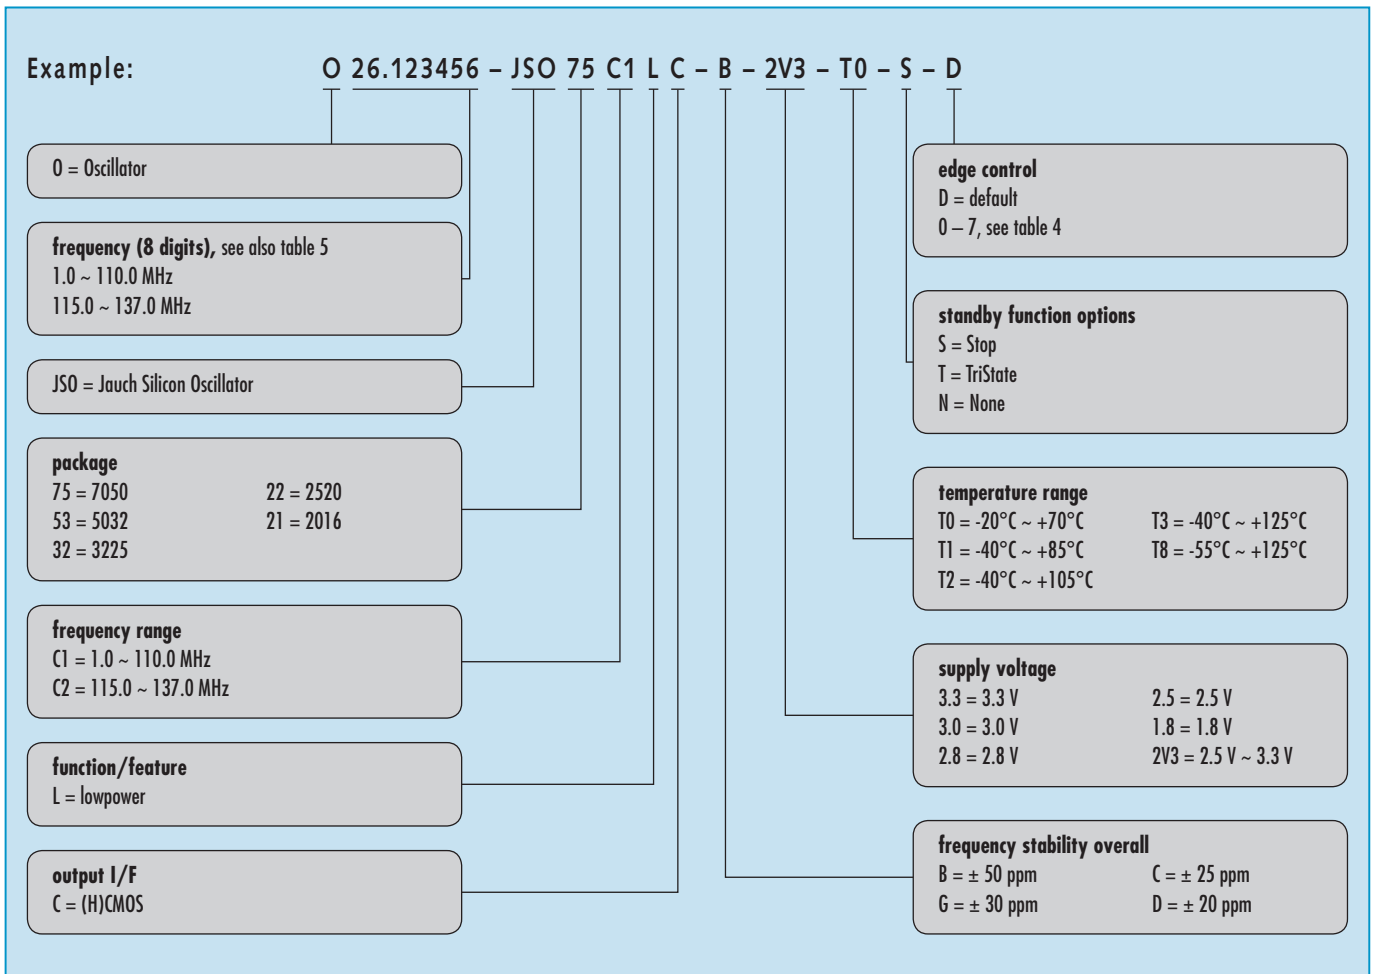 Example: O 26.123456 – JSO 75 C1 L C – B – 2V3 – T0 – S – D
O = Oscillator
frequency (8 digits), see also table 5
1.0 ~ 110.0 MHz
115.0 ~ 137.0 MHz
JSO = Jauch Silicon Oscillator
package
75 = 7050 22 = 2520
53 = 5032 21 = 2016
32 = 3225
frequency range
C1 = 1.0 ~ 110.0 MHz
C2 = 115.0 ~ 137.0 MHz
function/feature
L = lowpower
output I/F
C = (H)CMOS
edge control
D = default
0 – 7, see table 4
standby function options
S = Stop
T = TriState
N = None
temperature range
T0 = -20°C ~ +70°C T3 = -40°C ~ +125°C
T1 = -40°C ~ +85°C T8 = -55°C ~ +125°C
T2 = -40°C ~ +105°C
supply voltage
3.3 = 3.3 V 2.5 = 2.5 V
3.0 = 3.0 V 1.8 = 1.8 V
2.8 = 2.8 V 2V3 = 2.5 V ~ 3.3 V
frequency stability overall
B = ± 50 ppm C = ± 25 ppm
G = ± 30 ppm D = ± 20 ppm